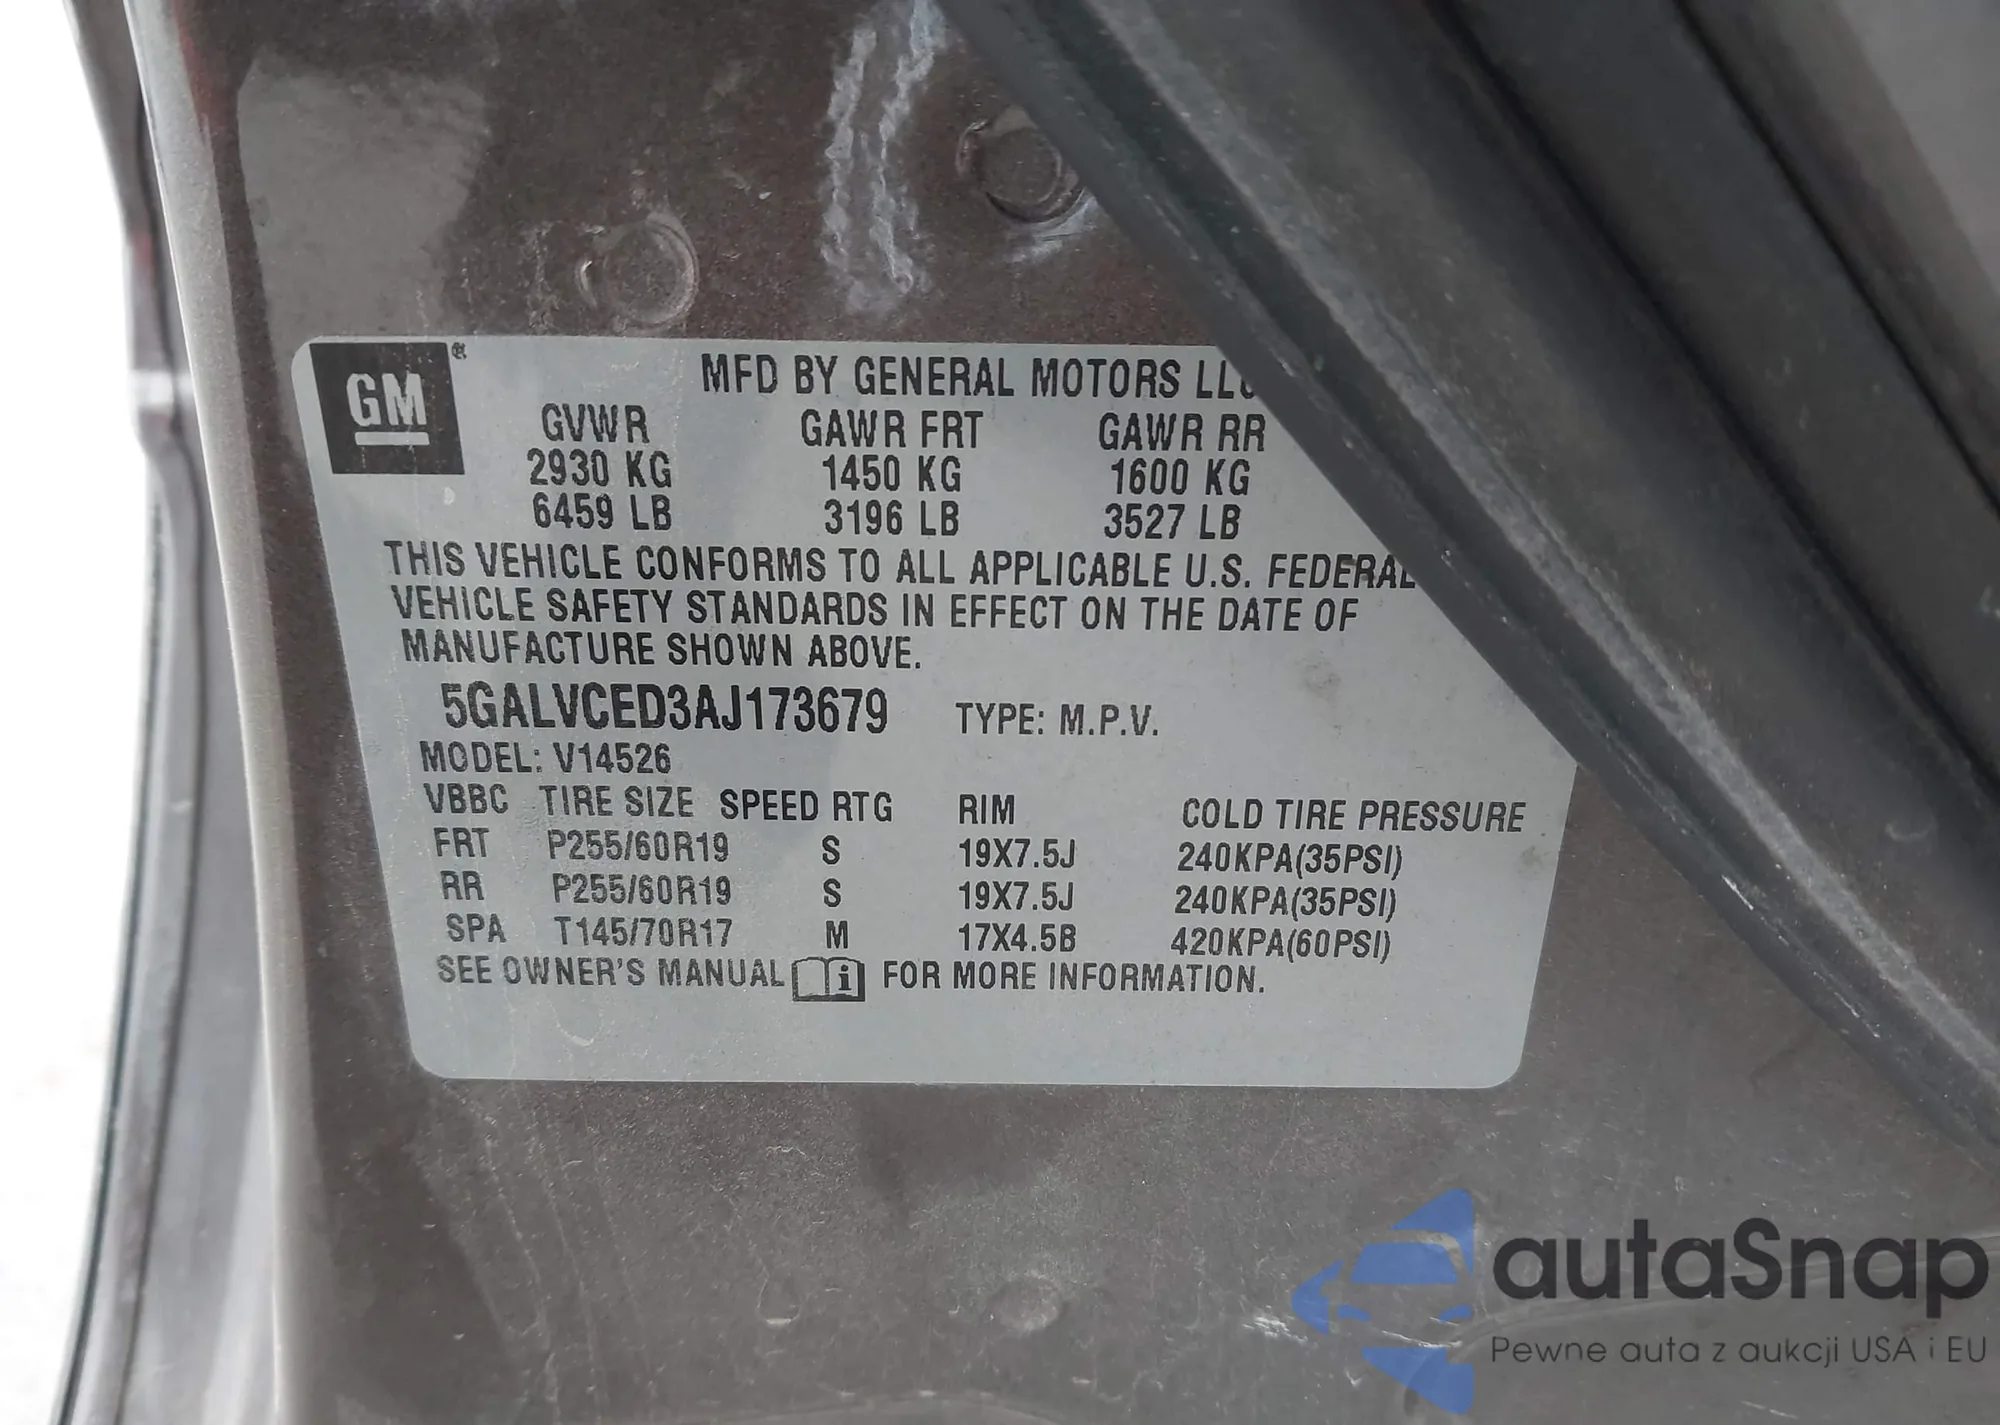 GM ®
MFD BY GENERAL MOTORS LLC
GVWR GAWR FRT GAWR RR
2930 KG 1450 KG 1600 KG
6459 LB 3196 LB 3527 LB
THIS VEHICLE CONFORMS TO ALL APPLICABLE U.S. FEDERAL
VEHICLE SAFETY STANDARDS IN EFFECT ON THE DATE OF
MANUFACTURE SHOWN ABOVE.
5GALVCED3AJ173679 TYPE: M.P.V.
MODEL: V14526
VBBC TIRE SIZE SPEED RTG RIM COLD TIRE PRESSURE
FRT P255/60R19 S 19X7.5J 240KPA(35PSI)
RR P255/60R19 S 19X7.5J 240KPA(35PSI)
SPA T145/70R17 M 17X4.5B 420KPA(60PSI)
SEE OWNER'S MANUAL i FOR MORE INFORMATION.
autaSnap
Pewne auta z aukcji USA i EU